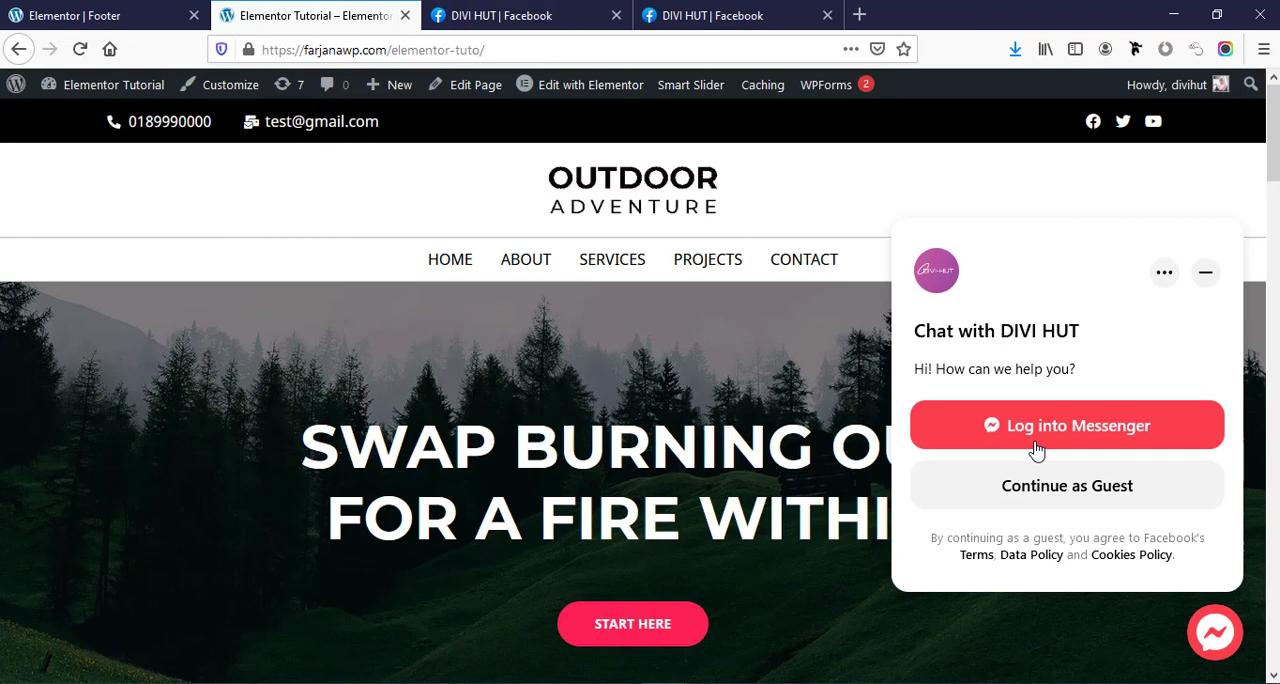 Elementor | Footer
Elementor Tutorial – Elementor
DIVI HUT | Facebook
DIVI HUT | Facebook
https://farjanawp.com/elementor-tuto/
Elementor Tutorial
Customize
7
0
New
Edit Page
Edit with Elementor
Smart Slider
Caching
WPForms
2
Howdy, divihut
0189990000
test@gmail.com
OUTDOOR
ADVENTURE
HOME
ABOUT
SERVICES
PROJECTS
CONTACT
DIVI-HUT
Chat with DIVI HUT
Hi! How can we help you?
Log into Messenger
Continue as Guest
By continuing as a guest, you agree to Facebook's
Terms, Data Policy and Cookies Policy.
SWAP BURNING OU
FOR A FIRE WITHI
START HERE